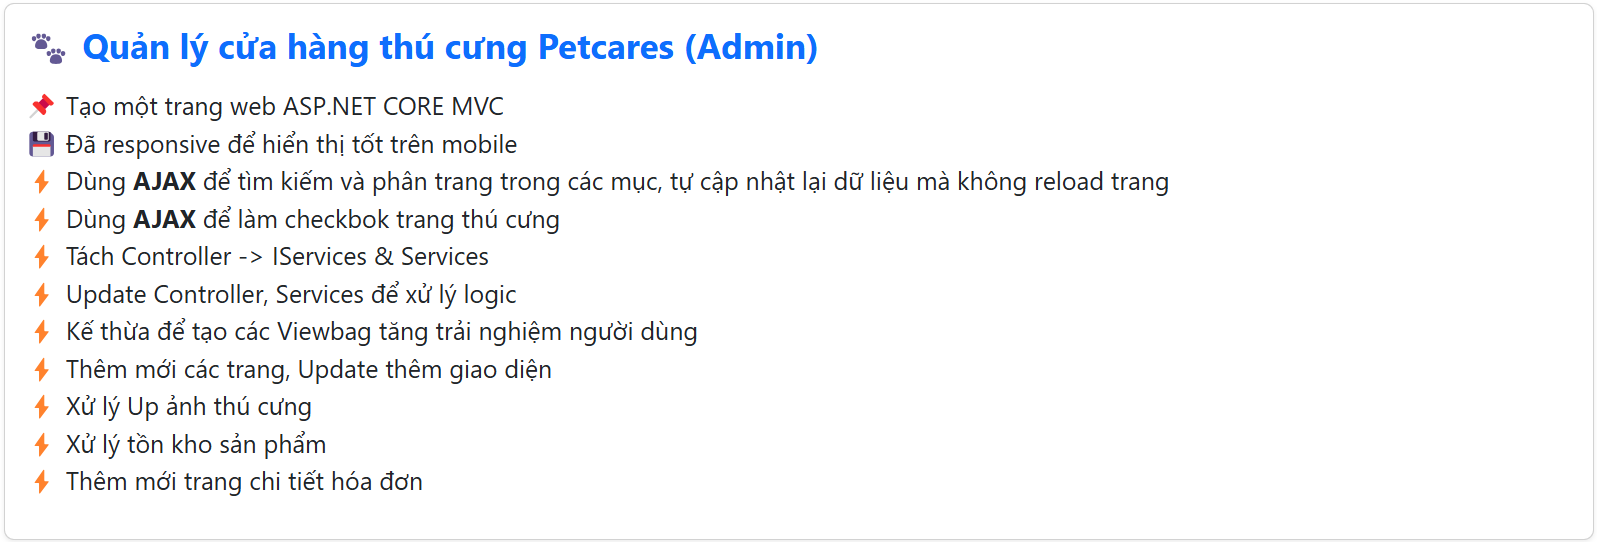 Quản lý cửa hàng thú cưng Petcares (Admin)
Tạo một trang web ASP.NET CORE MVC
Đã responsive để hiển thị tốt trên mobile
Dùng AJAX để tìm kiếm và phân trang trong các mục, tự cập nhật lại dữ liệu mà không reload trang
Dùng AJAX để làm checkbok trang thú cưng
Tách Controller -> IServices & Services
Update Controller, Services để xử lý logic
Kế thừa để tạo các Viewbag tăng trải nghiệm người dùng
Thêm mới các trang, Update thêm giao diện
Xử lý Up ảnh thú cưng
Xử lý tồn kho sản phẩm
Thêm mới trang chi tiết hóa đơn